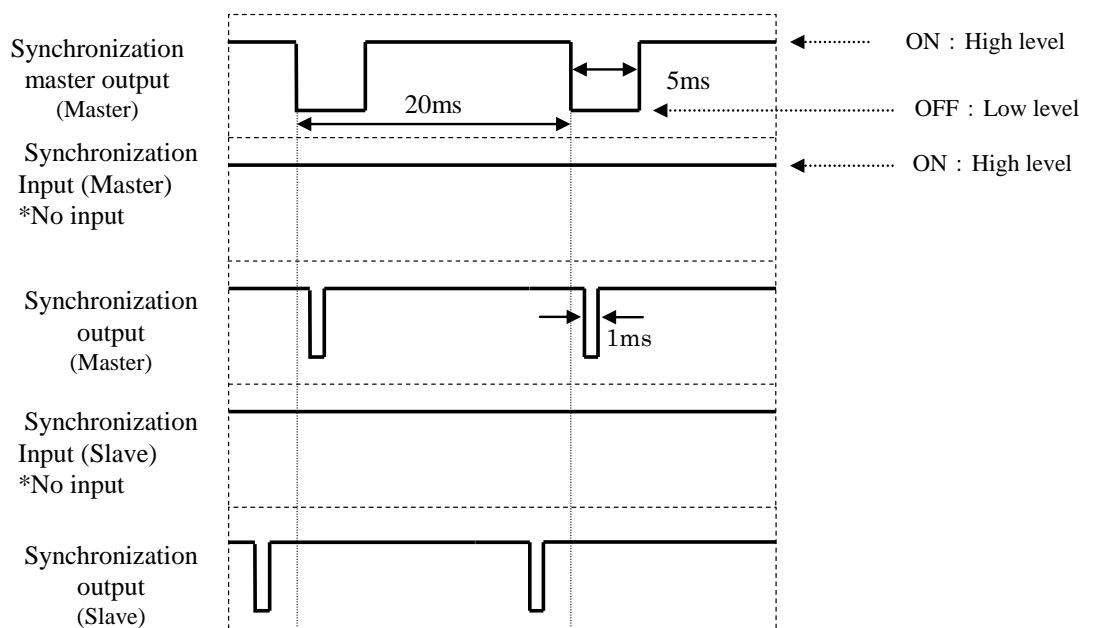 Synchronization
master output
(Master)
ON：High level
5ms
20ms
OFF：Low level
Synchronization
Input (Master)
*No input
ON：High level
Synchronization
output
(Master)
1ms
Synchronization
Input (Slave)
*No input
Synchronization
output
(Slave)